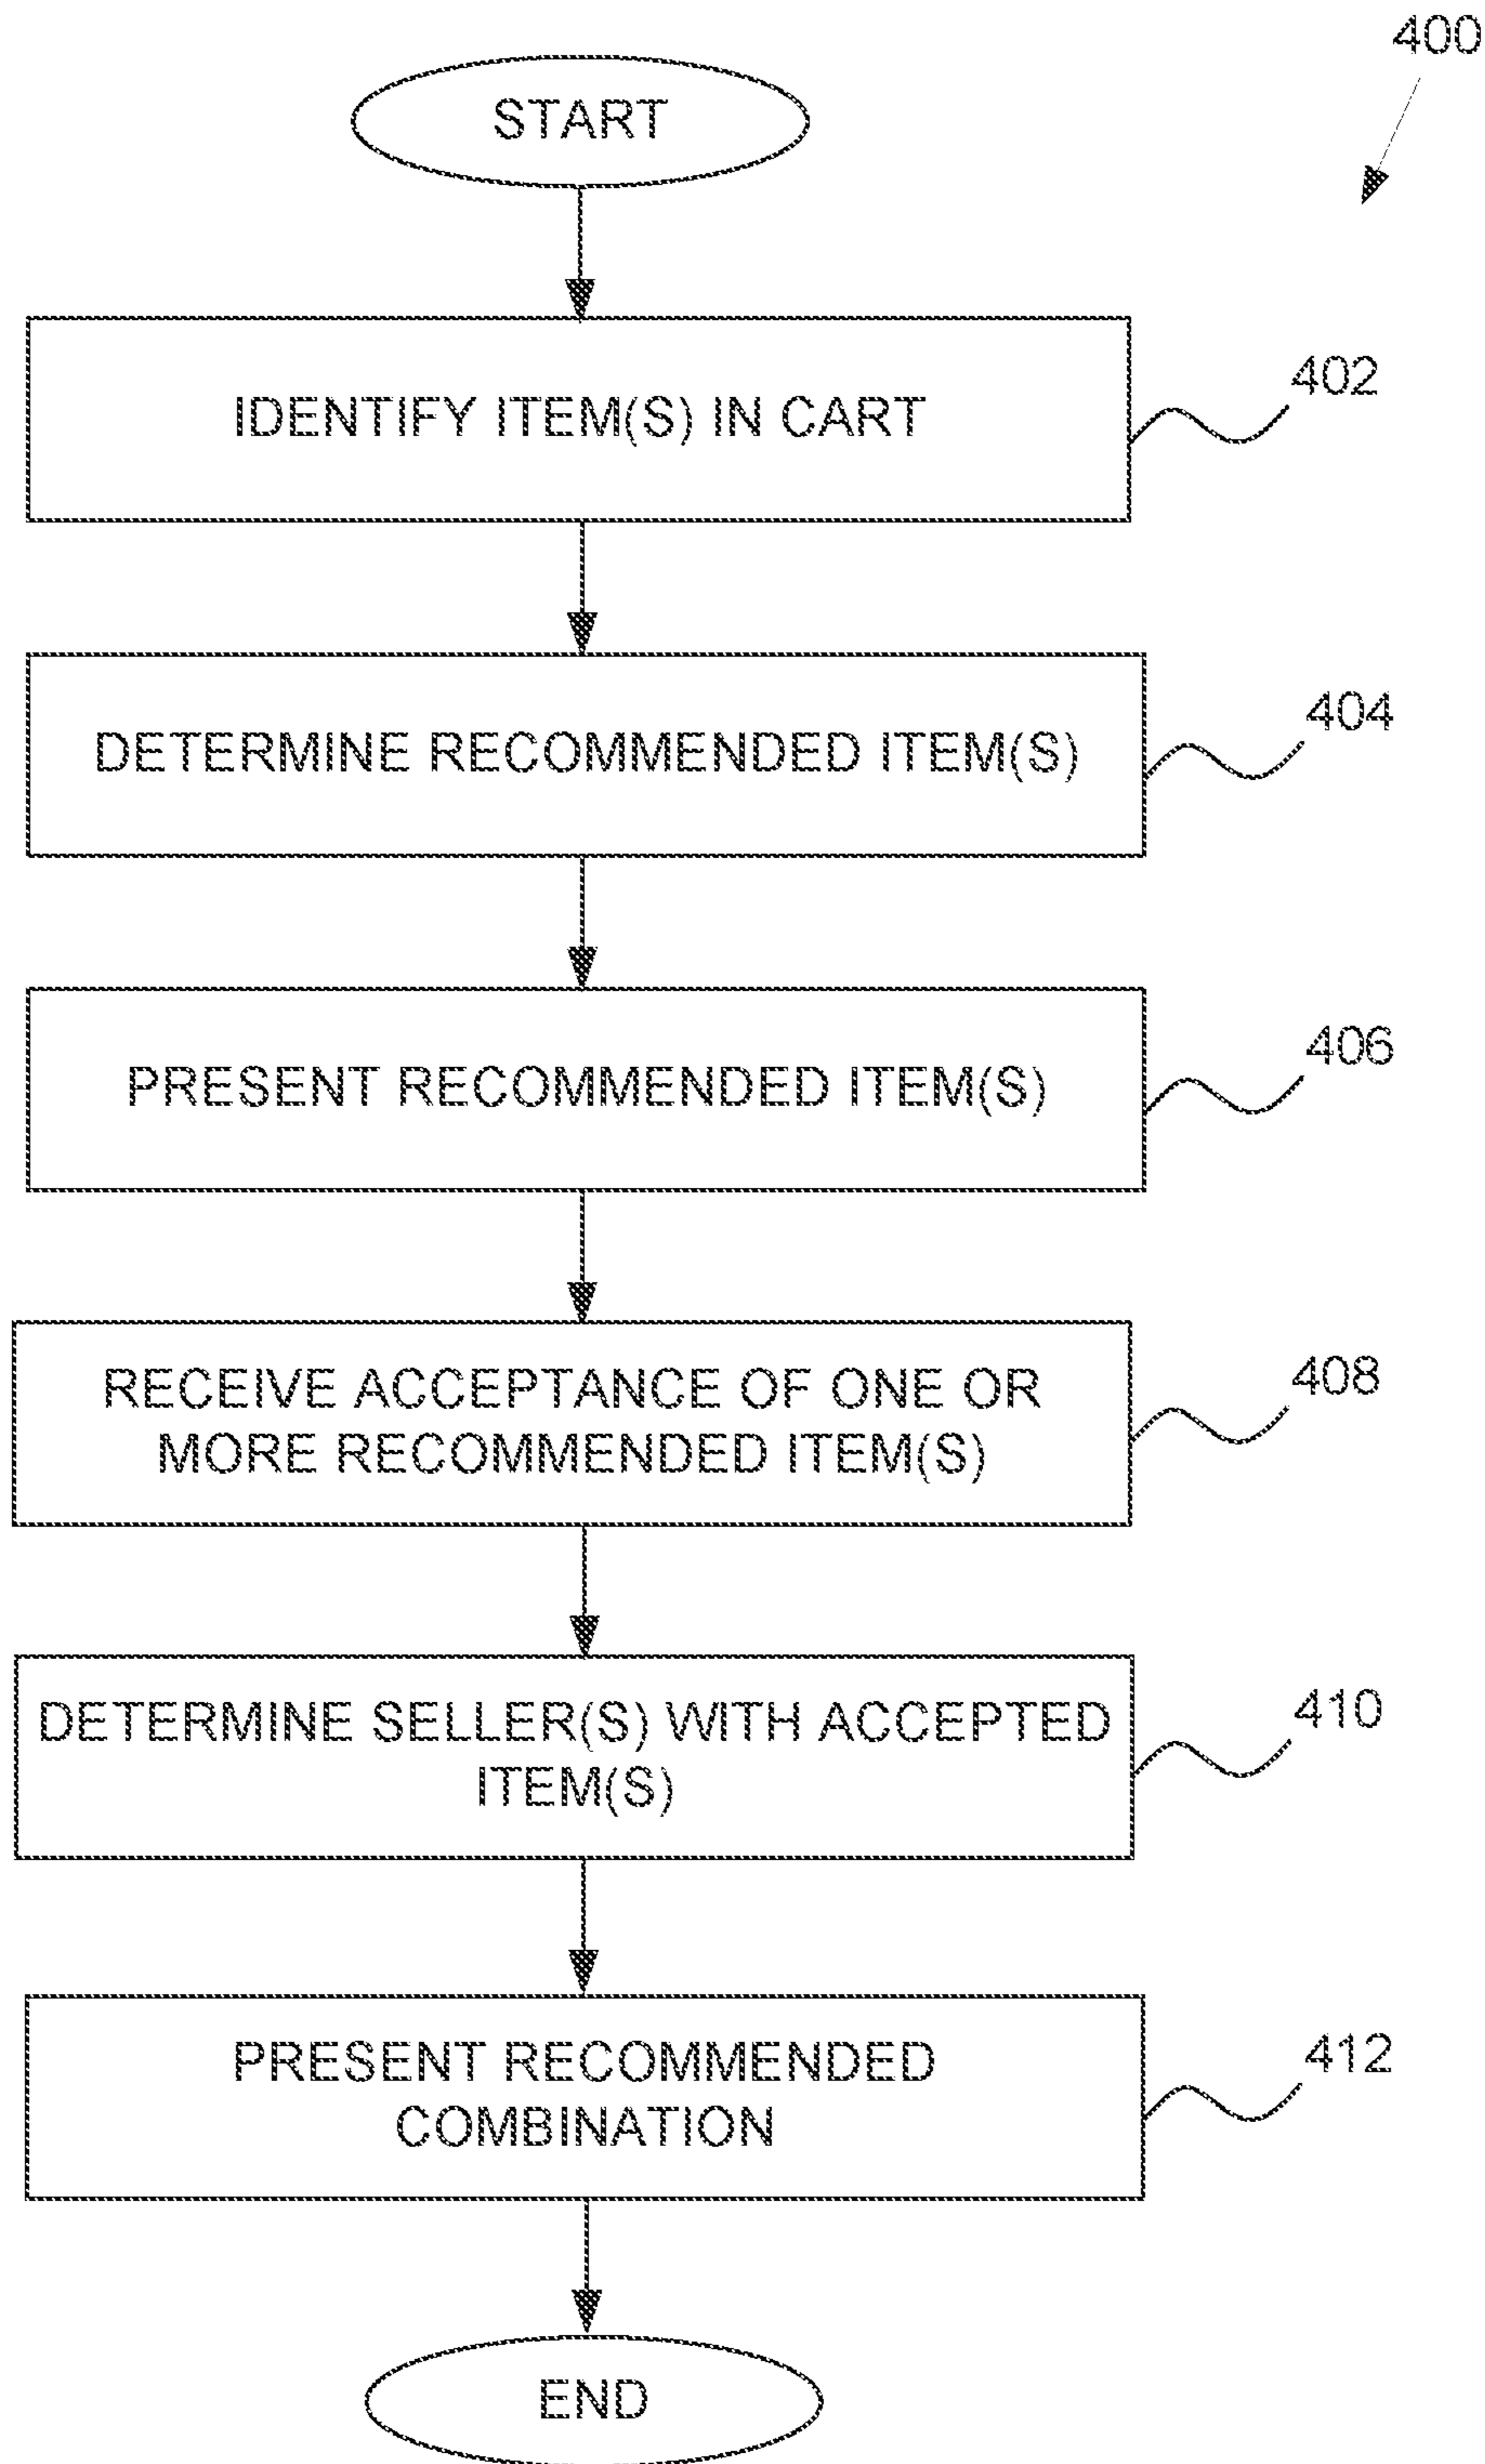 400
START
IDENTIFY ITEM(S) IN CART
402
DETERMINE RECOMMENDED ITEM(S)
404
PRESENT RECOMMENDED ITEM(S)
406
RECEIVE ACCEPTANCE OF ONE OR
MORE RECOMMENDED ITEM(S)
408
DETERMINE SELLER(S) WITH ACCEPTED
ITEM(S)
410
PRESENT RECOMMENDED
COMBINATION
412
END